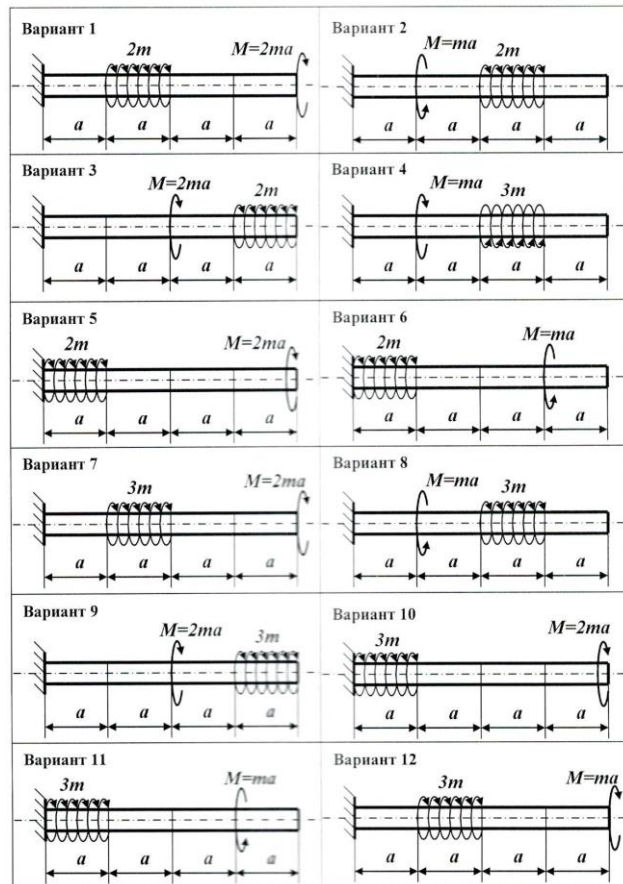 Вариант 1
2m
M=2ma
a a a a
Вариант 2
M=ma
2m
a a a a
Вариант 3
M=2ma
2m
a a a a
Вариант 4
M=ma
3m
a a a a
Вариант 5
2m
M=2ma
a a a a
Вариант 6
2m
M=ma
a a a a
Вариант 7
3m
M=2ma
a a a a
Вариант 8
M=ma
3m
a a a a
Вариант 9
M=2ma
3m
a a a a
Вариант 10
3m
M=2ma
a a a a
Вариант 11
3m
M=ma
a a a a
Вариант 12
3m
M=ma
a a a a